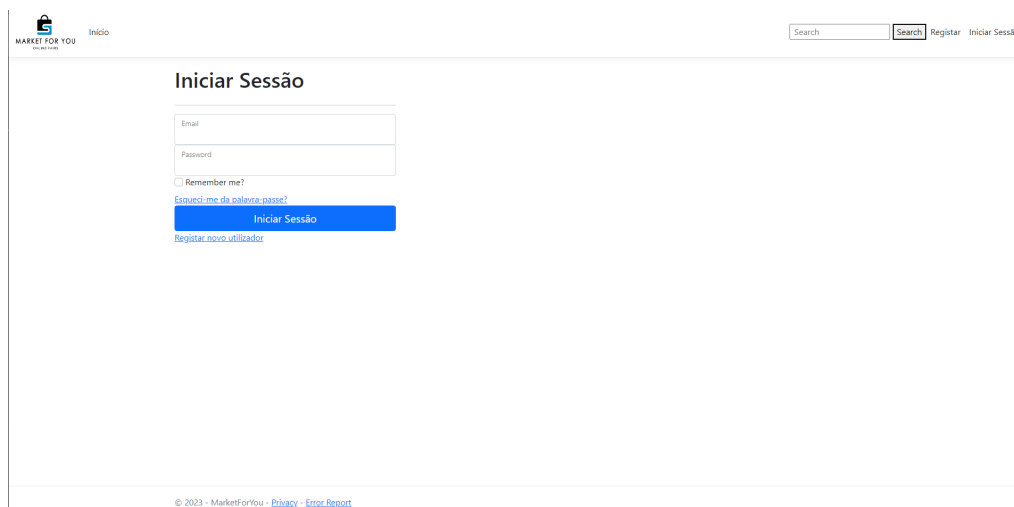 MARKET FOR YOU
Início
Search
Search
Registar
Iniciar Sessã
Iniciar Sessão
Email
Password
Remember me?
Esqueci-me da palavra-passe?
Iniciar Sessão
Registar novo utilizador
© 2023 - MarketForYou - Privacy - Error Report